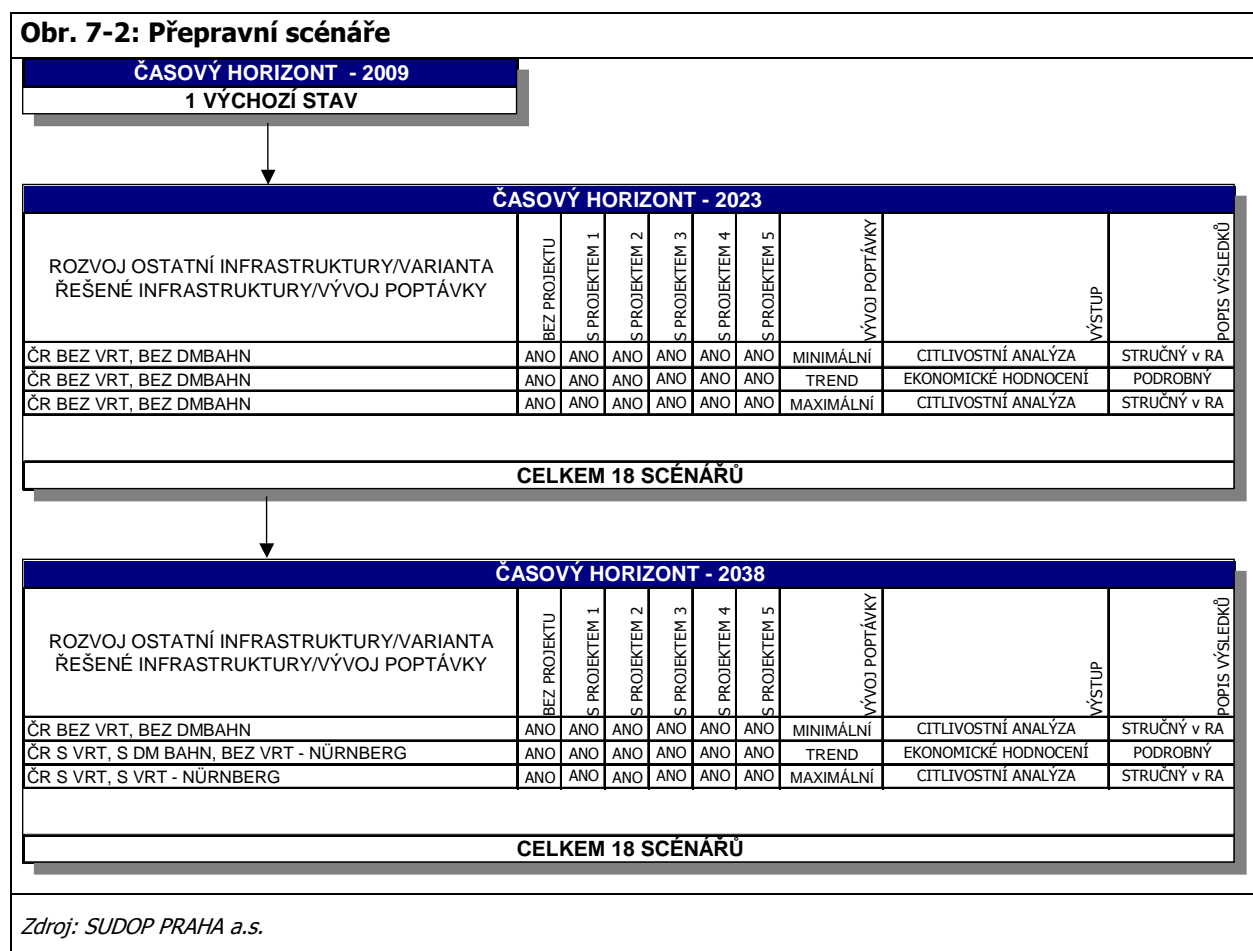 Obr. 7-2: Přepravní scénáře
ČASOVÝ HORIZONT - 2009
1 VÝCHOZÍ STAV
ČASOVÝ HORIZONT - 2023
ROZVOJ OSTATNÍ INFRASTRUKTURY/VARIANTA
ŘEŠENÉ INFRASTRUKTURY/VÝVOJ POPTÁVKY
BEZ PROJEKTU
S PROJEKTEM 1
S PROJEKTEM 2
S PROJEKTEM 3
S PROJEKTEM 4
S PROJEKTEM 5
VÝVOJ POPTÁVKY
VÝSTUP
POPIS VÝSLEDKŮ
ČR BEZ VRT, BEZ DMBAHN ANO ANO ANO ANO ANO ANO MINIMÁLNÍ CITLIVOSTNÍ ANALÝZA STRUČNÝ v RA
ČR BEZ VRT, BEZ DMBAHN ANO ANO ANO ANO ANO ANO TREND EKONOMICKÉ HODNOCENÍ PODROBNÝ
ČR BEZ VRT, BEZ DMBAHN ANO ANO ANO ANO ANO ANO MAXIMÁLNÍ CITLIVOSTNÍ ANALÝZA STRUČNÝ v RA
CELKEM 18 SCÉNÁŘŮ
ČASOVÝ HORIZONT - 2038
ROZVOJ OSTATNÍ INFRASTRUKTURY/VARIANTA
ŘEŠENÉ INFRASTRUKTURY/VÝVOJ POPTÁVKY
BEZ PROJEKTU
S PROJEKTEM 1
S PROJEKTEM 2
S PROJEKTEM 3
S PROJEKTEM 4
S PROJEKTEM 5
VÝVOJ POPTÁVKY
VÝSTUP
POPIS VÝSLEDKŮ
ČR BEZ VRT, BEZ DMBAHN ANO ANO ANO ANO ANO ANO MINIMÁLNÍ CITLIVOSTNÍ ANALÝZA STRUČNÝ v RA
ČR S VRT, S DM BAHN, BEZ VRT - NÜRNBERG ANO ANO ANO ANO ANO ANO TREND EKONOMICKÉ HODNOCENÍ PODROBNÝ
ČR S VRT, S VRT - NÜRNBERG ANO ANO ANO ANO ANO ANO MAXIMÁLNÍ CITLIVOSTNÍ ANALÝZA STRUČNÝ v RA
CELKEM 18 SCÉNÁŘŮ
Zdroj: SUDOP PRAHA a.s.